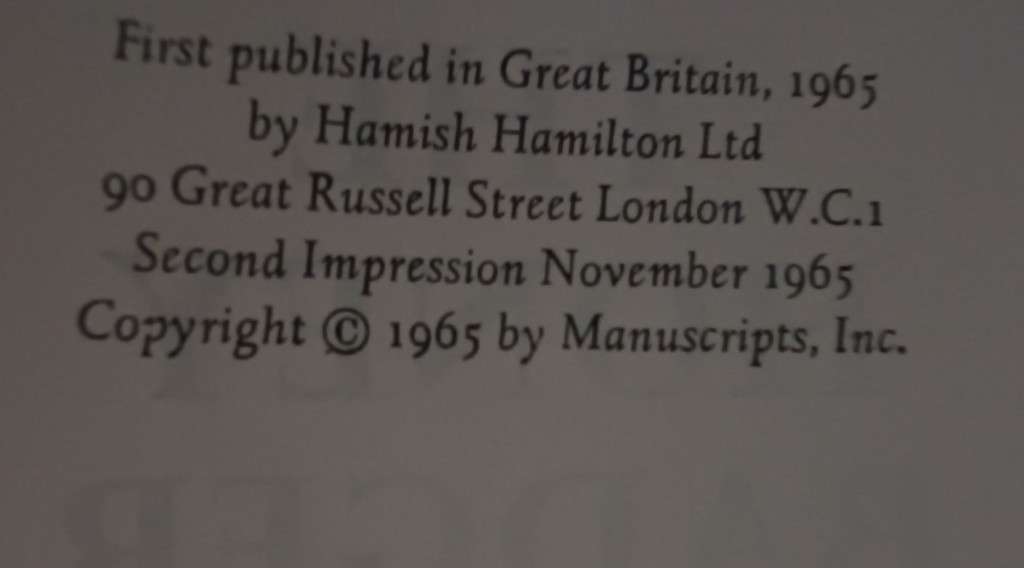 First published in Great Britain, 1965
by Hamish Hamilton Ltd
90 Great Russell Street London W.C.1
Second Impression November 1965
Copyright © 1965 by Manuscripts, Inc.